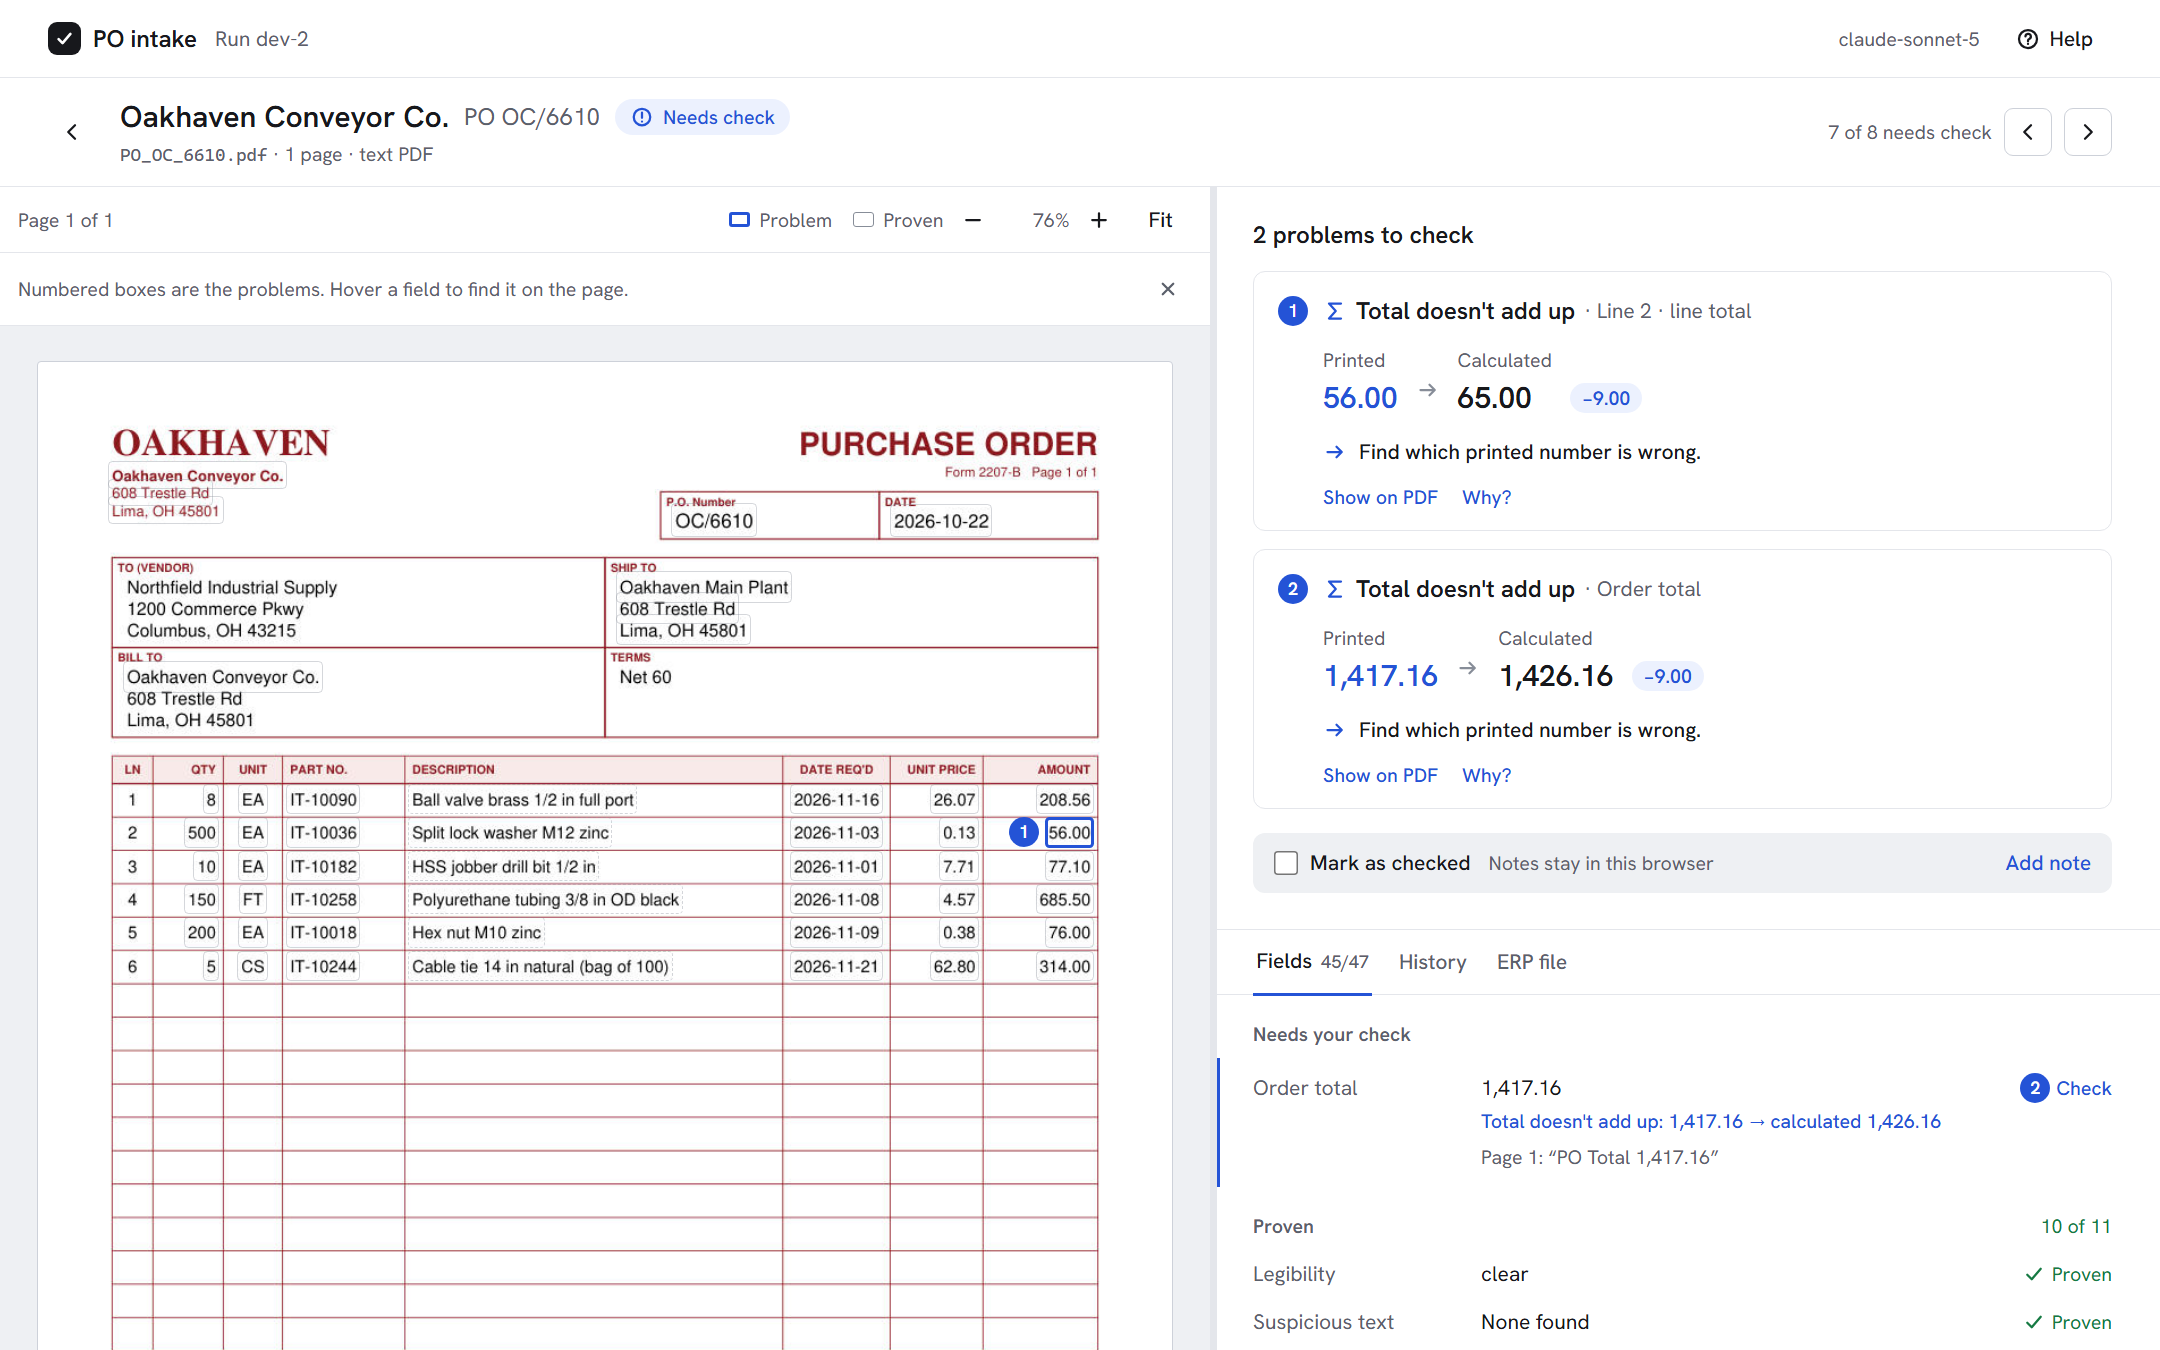 PO intake Run dev-2 claude-sonnet-5 Help
Oakhaven Conveyor Co. PO OC/6610 Needs check
PO_OC_6610.pdf · 1 page · text PDF
7 of 8 needs check
Page 1 of 1 Problem Proven 76% Fit
Numbered boxes are the problems. Hover a field to find it on the page.
OAKHAVEN
Oakhaven Conveyor Co.
608 Trestle Rd
Lima, OH 45801
PURCHASE ORDER
Form 2207-B Page 1 of 1
P.O. Number DATE
OC/6610 2026-10-22
TO (VENDOR)
Northfield Industrial Supply
1200 Commerce Pkwy
Columbus, OH 43215
SHIP TO
Oakhaven Main Plant
608 Trestle Rd
Lima, OH 45801
BILL TO
Oakhaven Conveyor Co.
608 Trestle Rd
Lima, OH 45801
TERMS
Net 60
LN QTY UNIT PART NO. DESCRIPTION DATE REQ'D UNIT PRICE AMOUNT
1 8 EA IT-10090 Ball valve brass 1/2 in full port 2026-11-16 26.07 208.56
2 500 EA IT-10036 Split lock washer M12 zinc 2026-11-03 0.13 1 56.00
3 10 EA IT-10182 HSS jobber drill bit 1/2 in 2026-11-01 7.71 77.10
4 150 FT IT-10258 Polyurethane tubing 3/8 in OD black 2026-11-08 4.57 685.50
5 200 EA IT-10018 Hex nut M10 zinc 2026-11-09 0.38 76.00
6 5 CS IT-10244 Cable tie 14 in natural (bag of 100) 2026-11-21 62.80 314.00
2 problems to check
1 Σ Total doesn't add up · Line 2 · line total
Printed Calculated
56.00 → 65.00 −9.00
→ Find which printed number is wrong.
Show on PDF Why?
2 Σ Total doesn't add up · Order total
Printed Calculated
1,417.16 → 1,426.16 −9.00
→ Find which printed number is wrong.
Show on PDF Why?
Mark as checked Notes stay in this browser Add note
Fields 45/47 History ERP file
Needs your check
Order total 1,417.16 2 Check
Total doesn't add up: 1,417.16 → calculated 1,426.16
Page 1: “PO Total 1,417.16”
Proven 10 of 11
Legibility clear Proven
Suspicious text None found Proven